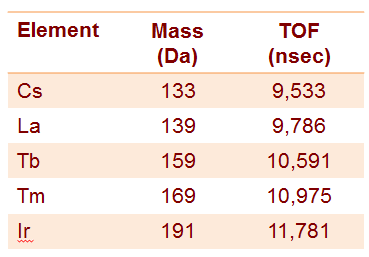 Element Mass TOF
(Da) (nsec)
Cs 133 9,533
La 139 9,786
Tb 159 10,591
Tm 169 10,975
Ir 191 11,781